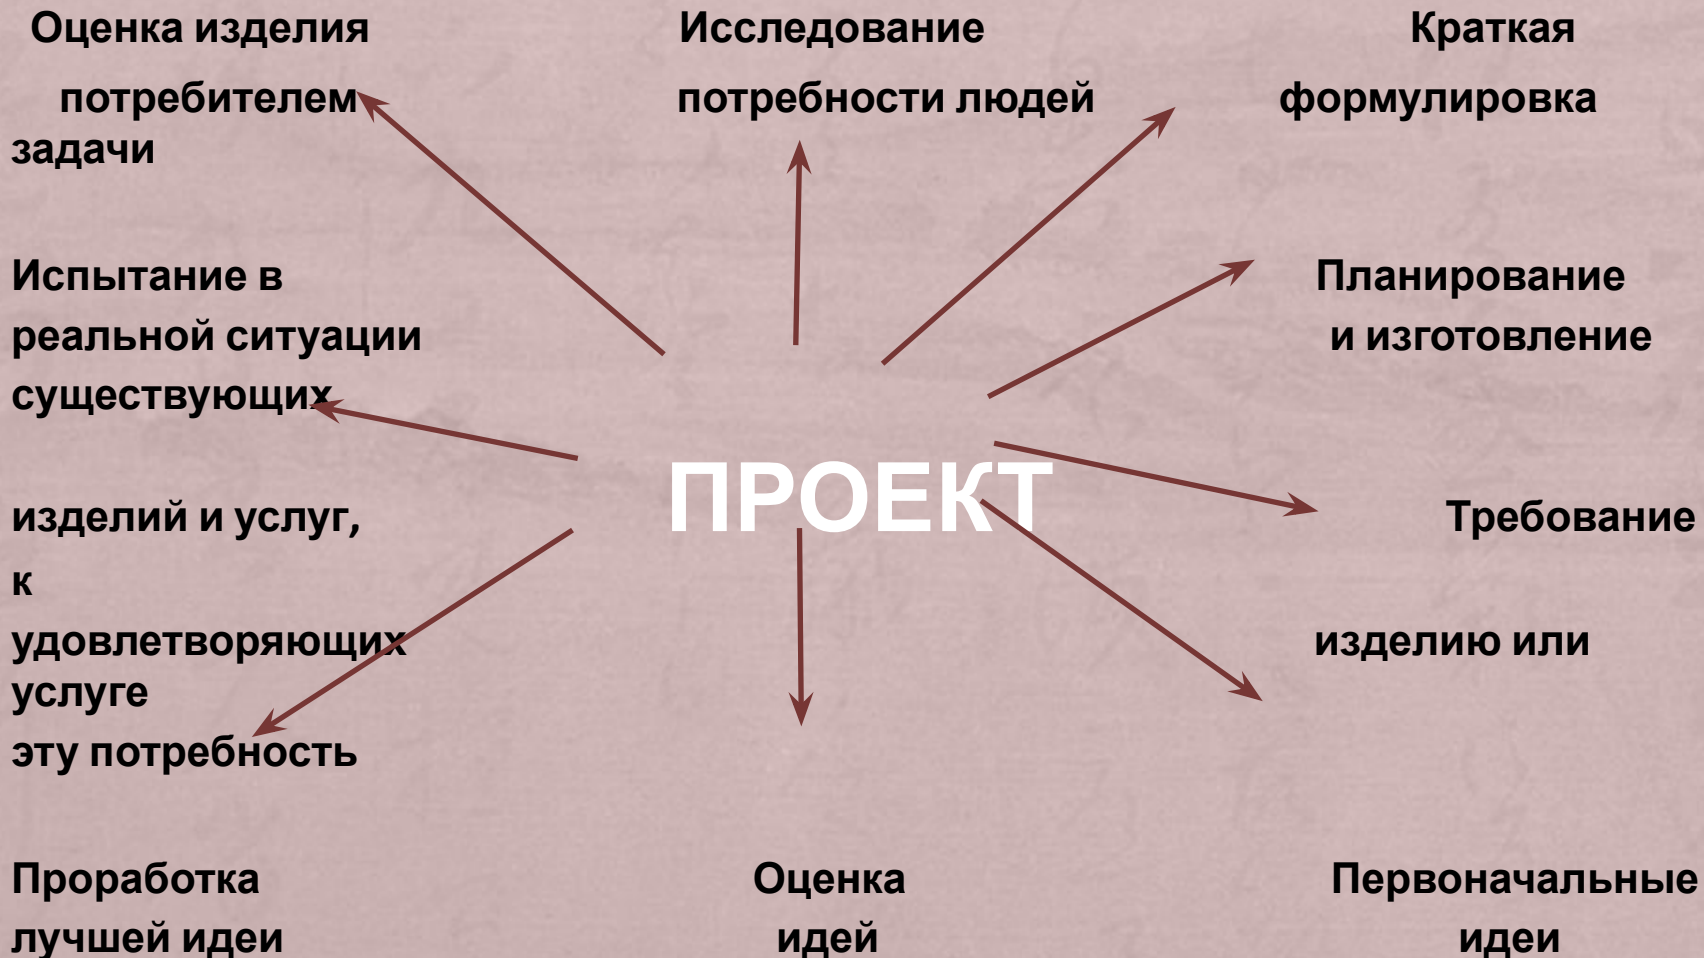 Оценка изделия Исследование Краткая
потребителем потребности людей формулировка
задачи
Испытание в Планирование
реальной ситуации и изготовление
существующих
ПРОЕКТ
изделий и услуг, Требование
к
удовлетворяющих изделию или
услуге
эту потребность
Проработка Оценка Первоначальные
лучшей идеи идей идеи